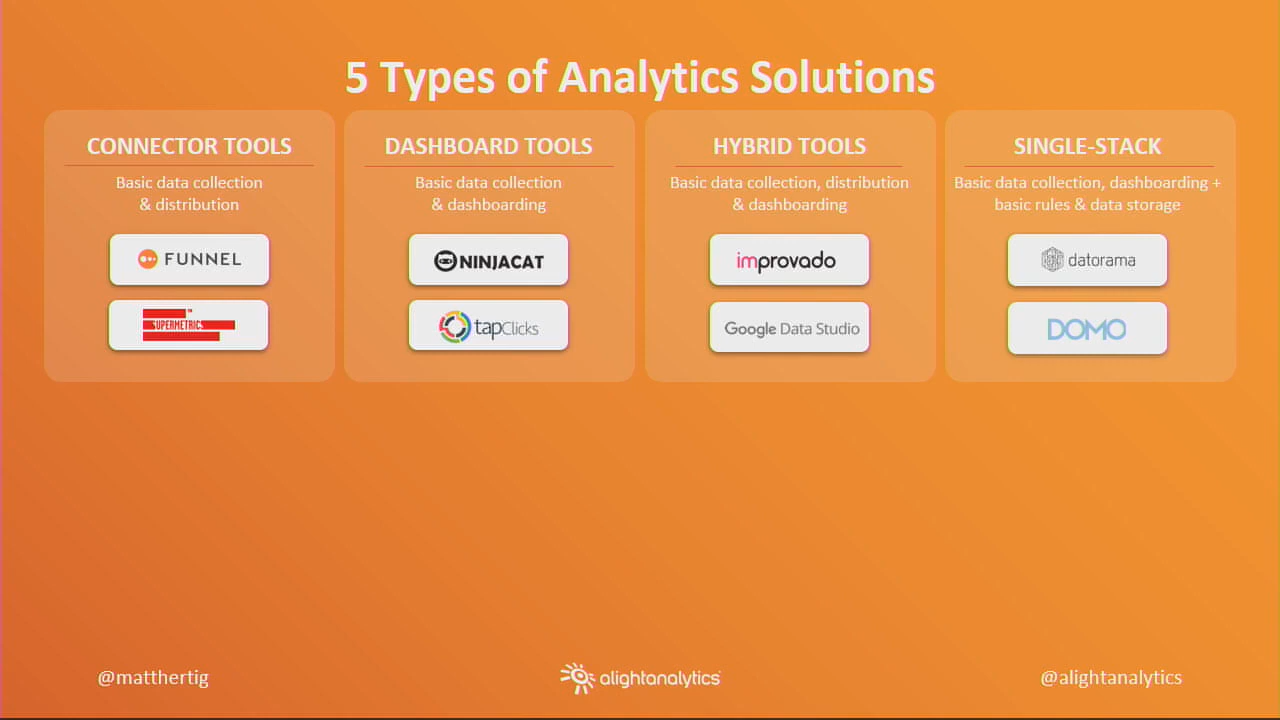 5 Types of Analytics Solutions
CONNECTOR TOOLS
Basic data collection
& distribution
FUNNEL
SUPERMETRICS™
DASHBOARD TOOLS
Basic data collection
& dashboarding
NINJACAT
tapClicks
HYBRID TOOLS
Basic data collection, distribution
& dashboarding
improvado
Google Data Studio
SINGLE-STACK
Basic data collection, dashboarding +
basic rules & data storage
datorama
DOMO
@matthertig
alightanalytics
@alightanalytics